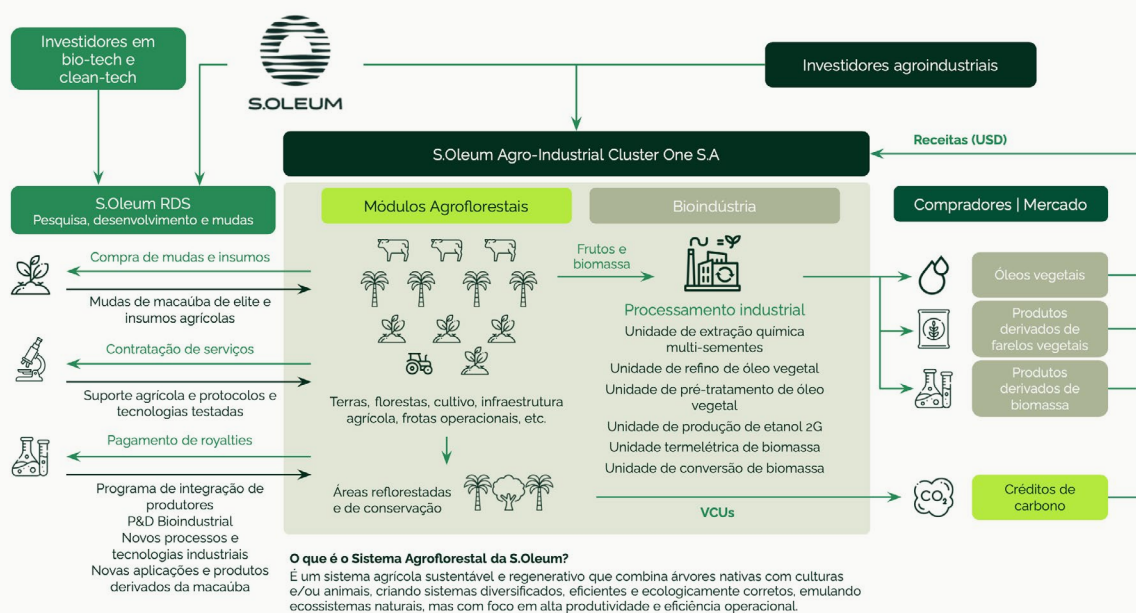 Investidores em
bio-tech e
clean-tech
S.OLEUM
Investidores agroindustriais
S.Oleum Agro-Industrial Cluster One S.A
Receitas (USD)
S.Oleum RDS
Pesquisa, desenvolvimento e mudas
Compra de mudas e insumos
Mudas de macaúba de elite e
insumos agrícolas
Contratação de serviços
Suporte agrícola e protocolos e
tecnologias testadas
Pagamento de royalties
Programa de integração de
produtores
P&D Bioindustrial
Novos processos e
tecnologias industriais
Novas aplicações e produtos
derivados da macaúba
Módulos Agroflorestais
Terras, florestas, cultivo, infraestrutura
agrícola, frotas operacionais, etc.
Áreas reflorestadas
e de conservação
Frutos e
biomassa
Bioindústria
Processamento industrial
Unidade de extração química
multi-sementes
Unidade de refino de óleo vegetal
Unidade de pré-tratamento de óleo
vegetal
Unidade de produção de etanol 2G
Unidade termelétrica de biomassa
Unidade de conversão de biomassa
VCUs
Compradores | Mercado
Óleos vegetais
Produtos
derivados de
farelos vegetais
Produtos
derivados de
biomassa
CO₂
Créditos de
carbono
O que é o Sistema Agroflorestal da S.Oleum?
É um sistema agrícola sustentável e regenerativo que combina árvores nativas com culturas
e/ou animais, criando sistemas diversificados, eficientes e ecologicamente corretos, emulando
ecossistemas naturais, mas com foco em alta produtividade e eficiência operacional.